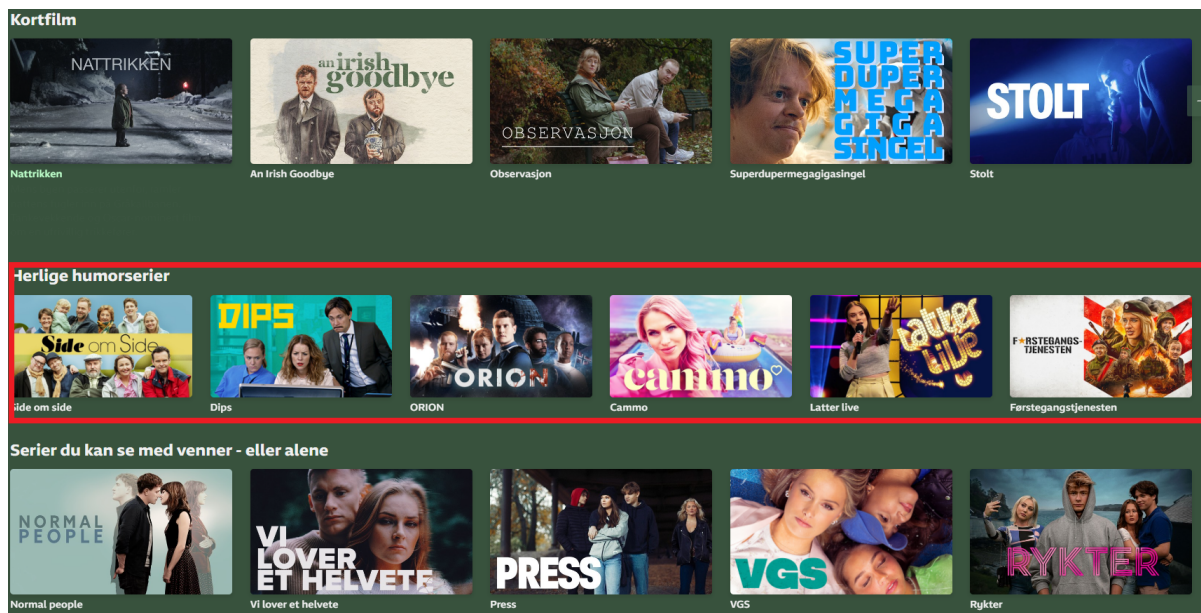 Kortfilm
NATTRIKKEN
an irish
goodbye
OBSERVASJON
SUPER
DUPER
MEGA
GIGA
SINGEL
STOLT
Nattrikken
An Irish Goodbye
Observasjon
Superdupermegagigasingel
Stolt
Herlige humorserier
Side om Side
DIPS
ORION
cammo
Latter
Live
F★RSTEGANGS-
TJENESTEN
Side om side
Dips
ORION
Cammo
Latter live
Førstegangstjenesten
Serier du kan se med venner - eller alene
NORMAL
PEOPLE
VI
LOVER
ET HELVETE
PRESS
VGS
RYKTER
Normal people
Vi lover et helvete
Press
VGS
Rykter